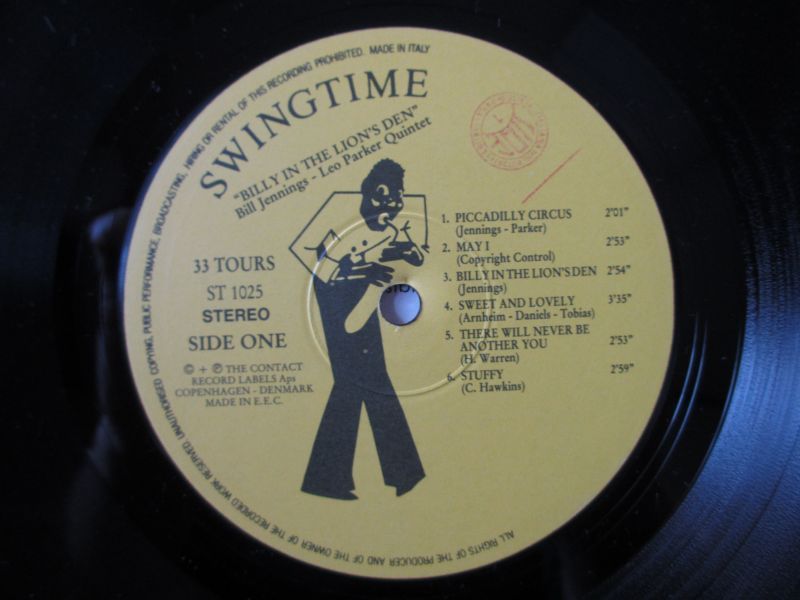 ALL RIGHTS OF THE PRODUCER AND OF THE OWNER OF THE RECORDED WORK RESERVED UNAUTHORISED COPYING, PUBLIC PERFORMANCE, BROADCASTING, HIRING OR RENTAL OF THIS RECORDING PROHIBITED. MADE IN ITALY
SWINGTIME
"BILLY IN THE LION'S DEN"
Bill Jennings - Leo Parker Quintet
33 TOURS
ST 1025
STEREO
SIDE ONE
© + ℗ THE CONTACT
RECORD LABELS Aps
COPENHAGEN - DENMARK
MADE IN E.E.C.
1. PICCADILLY CIRCUS 2'01"
(Jennings - Parker)
2. MAY I 2'53"
(Copyright Control)
3. BILLY IN THE LION'S DEN 2'54"
(Jennings)
4. SWEET AND LOVELY 3'35"
(Arnheim - Daniels - Tobias)
5. THERE WILL NEVER BE
ANOTHER YOU 2'53"
(H. Warren)
6. STUFFY 2'59"
(C. Hawkins)